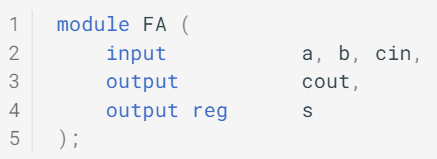 1 module FA (
2     input           a, b, cin,
3     output          cout,
4     output reg      s
5 );